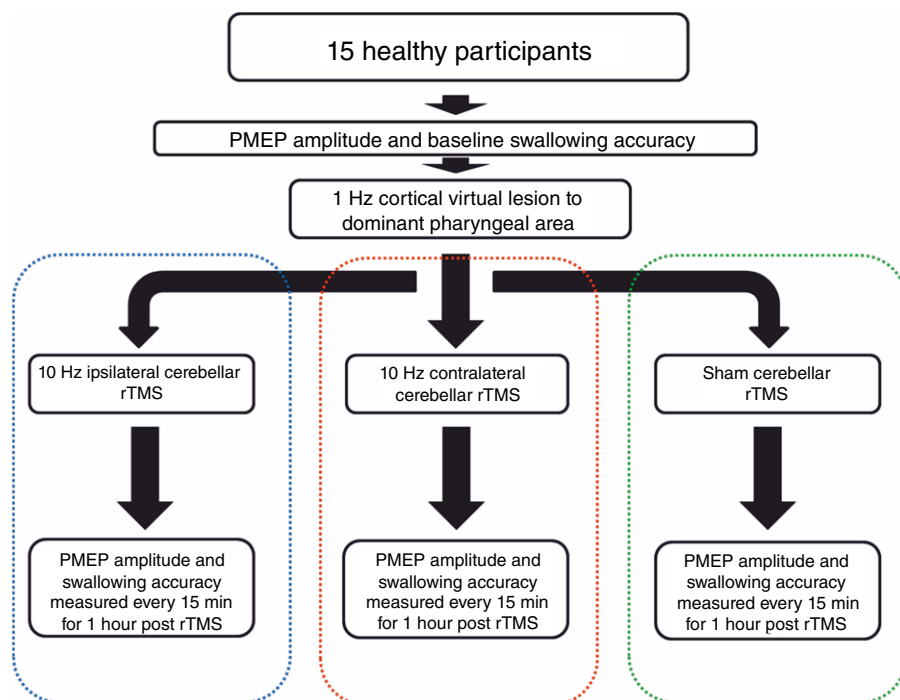 15 healthy participants
PMEP amplitude and baseline swallowing accuracy
1 Hz cortical virtual lesion to
dominant pharyngeal area
10 Hz ipsilateral cerebellar
rTMS
10 Hz contralateral
cerebellar rTMS
Sham cerebellar
rTMS
PMEP amplitude and
swallowing accuracy
measured every 15 min
for 1 hour post rTMS
PMEP amplitude and
swallowing accuracy
measured every 15 min
for 1 hour post rTMS
PMEP amplitude and
swallowing accuracy
measured every 15 min
for 1 hour post rTMS